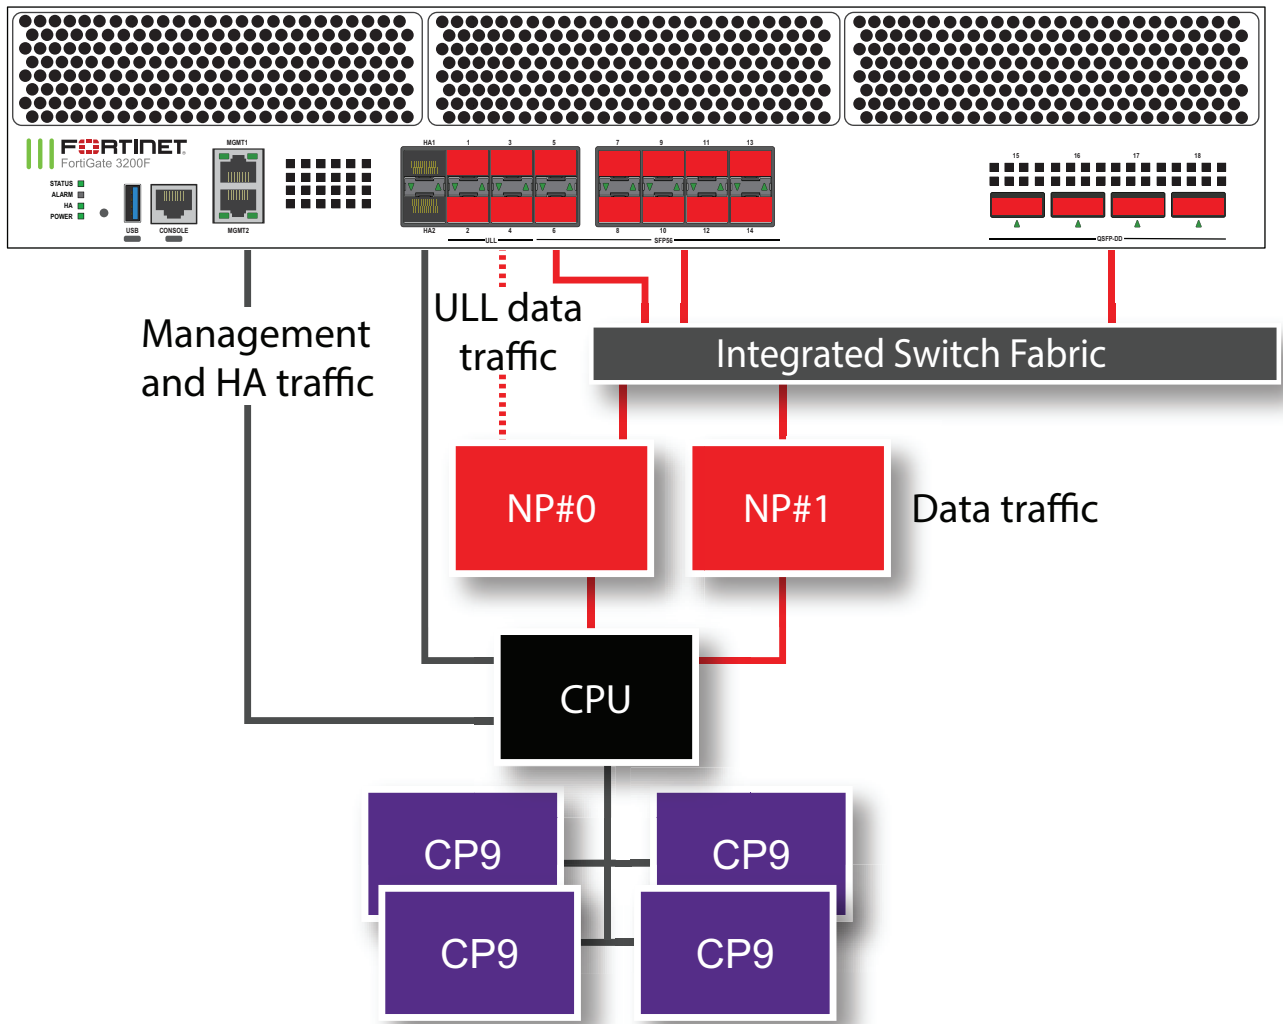 FORTINET
FortiGate 3200F
STATUS
ALARM
HA
POWER
USB
CONSOLE
MGMT1
MGMT2
HA1 1 3 5 7 9 11 13
HA2 2 4 6 8 10 12 14
ULL
SFP56
15 16 17 18
QSFP-DD
Management
and HA traffic
ULL data
traffic
Integrated Switch Fabric
NP#0
NP#1
Data traffic
CPU
CP9
CP9
CP9
CP9